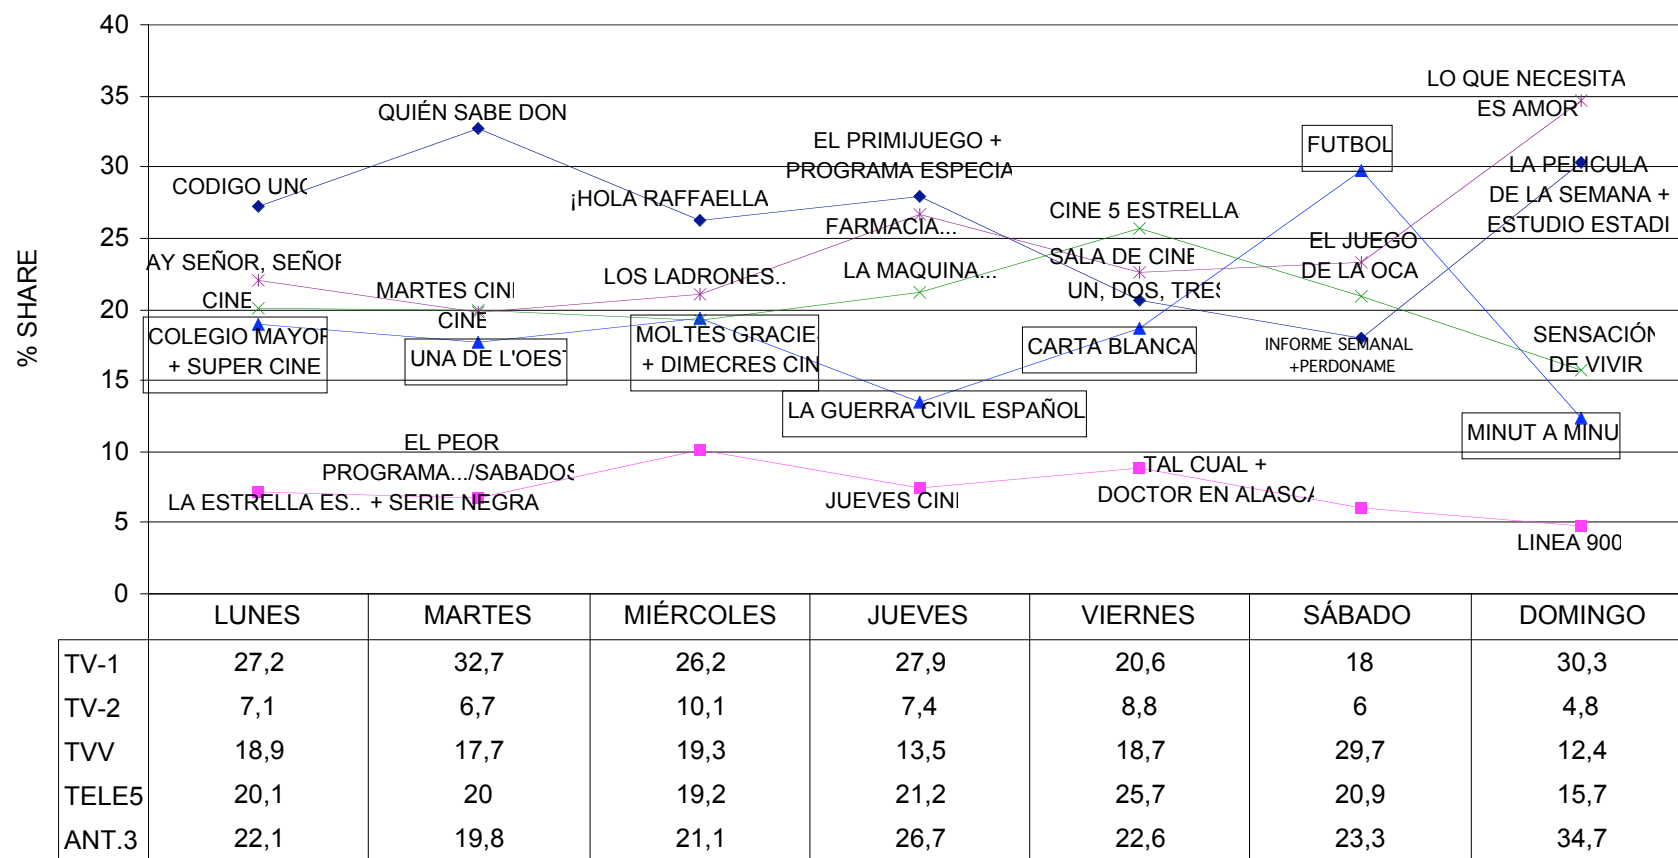 40
35
30
25
20
15
10
5
0
% SHARE
LO QUE NECESITA
ES AMOR
QUIÉN SABE DON
EL PRIMIJUEGO +
PROGRAMA ESPECIA
FUTBOL
CODIGO UNO
¡HOLA RAFFAELLA
LA PELICULA
DE LA SEMANA +
ESTUDIO ESTADI
CINE 5 ESTRELLA
FARMACIA...
EL JUEGO
DE LA OCA
AY SEÑOR, SEÑOR
LOS LADRONES..
LA MAQUINA...
SALA DE CINE
CINE
MARTES CINE
UN, DOS, TRES
CINE
COLEGIO MAYOR
+ SUPER CINE
UNA DE L'OEST
MOLTES GRACIE
+ DIMECRES CIN
CARTA BLANCA
INFORME SEMANAL
+PERDONAME
SENSACIÓN
DE VIVIR
LA GUERRA CIVIL ESPAÑOL
MINUT A MINU
EL PEOR
PROGRAMA.../SABADOS
+ SERIE NEGRA
LA ESTRELLA ES..
JUEVES CINE
TAL CUAL +
DOCTOR EN ALASCA
LINEA 900
LUNES MARTES MIÉRCOLES JUEVES VIERNES SÁBADO DOMINGO
TV-1 27,2 32,7 26,2 27,9 20,6 18 30,3
TV-2 7,1 6,7 10,1 7,4 8,8 6 4,8
TVV 18,9 17,7 19,3 13,5 18,7 29,7 12,4
TELE5 20,1 20 19,2 21,2 25,7 20,9 15,7
ANT.3 22,1 19,8 21,1 26,7 22,6 23,3 34,7